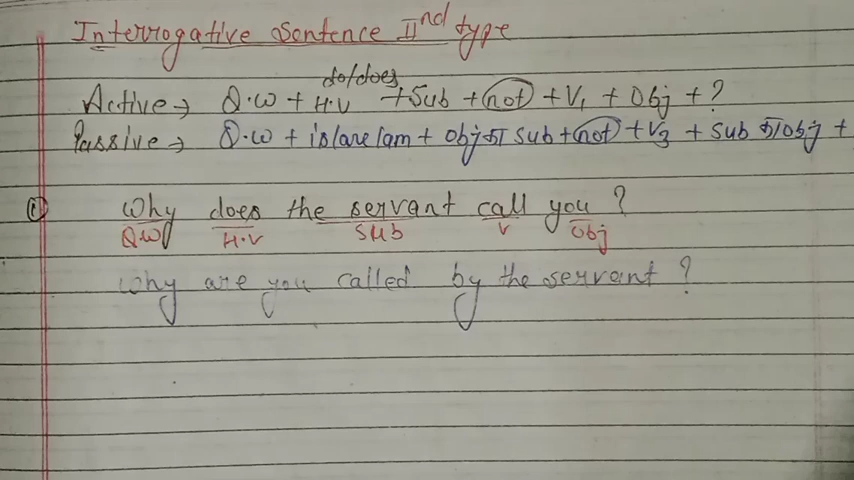 Interrogative Sentence IInd type
do/does
Active → Q.W + H.V + Sub + not + V1 + Obj + ?
Passive → Q.W + is/are/am + Obj का Sub + not + V3 + Sub का Obj +
① Why does the servant call you ?
Q.W H.V Sub V Obj
Why are you called by the servant ?